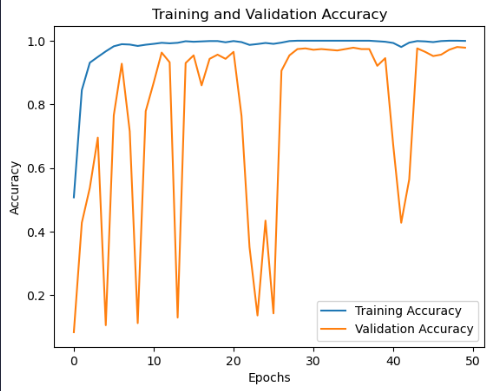 Training and Validation Accuracy
1.0
0.8
0.6
0.4
0.2
Accuracy
0 10 20 30 40 50
Epochs
Training Accuracy
Validation Accuracy